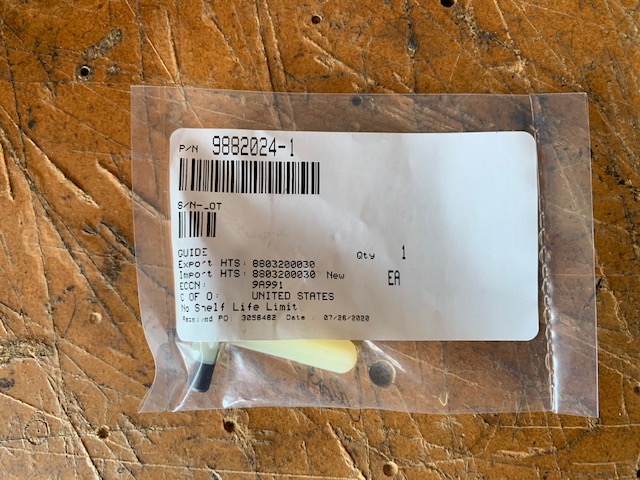 P/N 9882024-1
S/N-LOT
GUIDE Qty 1
Export HTS: 8803200030
Import HTS: 8803200030 New EA
ECCN: 9A991
C OF O: UNITED STATES
No Shelf Life Limit
Received PO: 3056462 Date : 07/26/2020